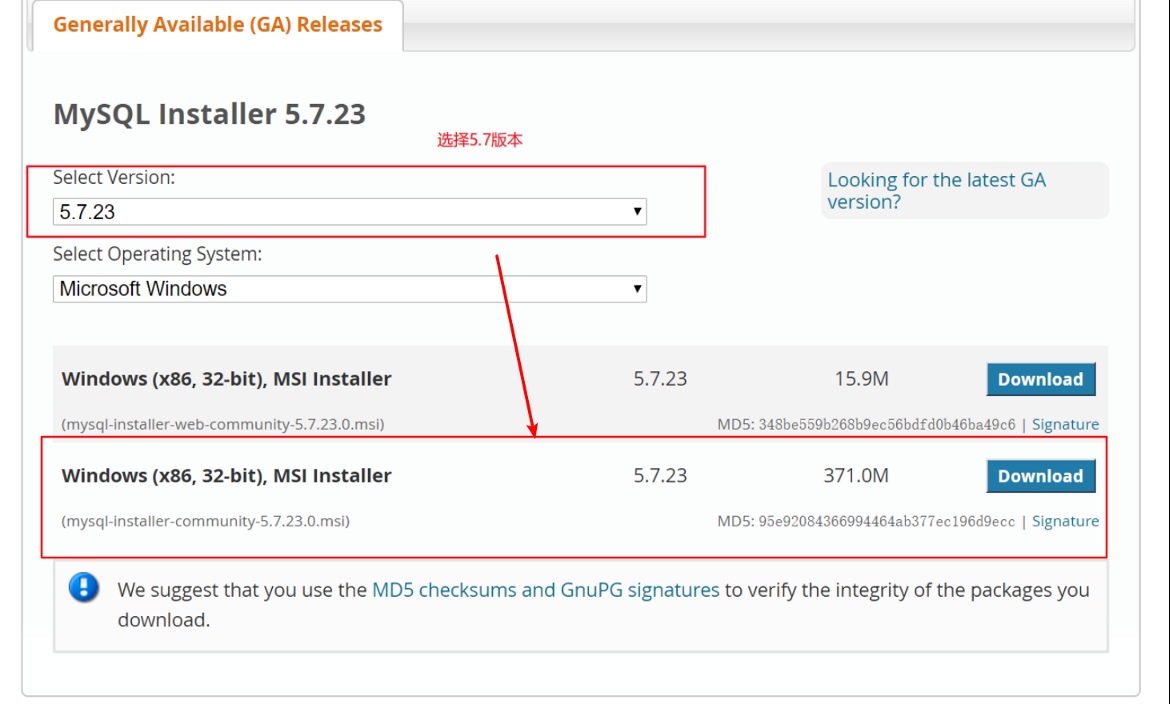 Generally Available (GA) Releases
MySQL Installer 5.7.23
选择5.7版本
Select Version:
5.7.23
Looking for the latest GA
version?
Select Operating System:
Microsoft Windows
Windows (x86, 32-bit), MSI Installer 5.7.23 15.9M Download
(mysql-installer-web-community-5.7.23.0.msi) MD5: 348be559b268b9ec56bdfd0b46ba49c6 | Signature
Windows (x86, 32-bit), MSI Installer 5.7.23 371.0M Download
(mysql-installer-community-5.7.23.0.msi) MD5: 95e92084366994464ab377ec196d9ecc | Signature
We suggest that you use the MD5 checksums and GnuPG signatures to verify the integrity of the packages you
download.